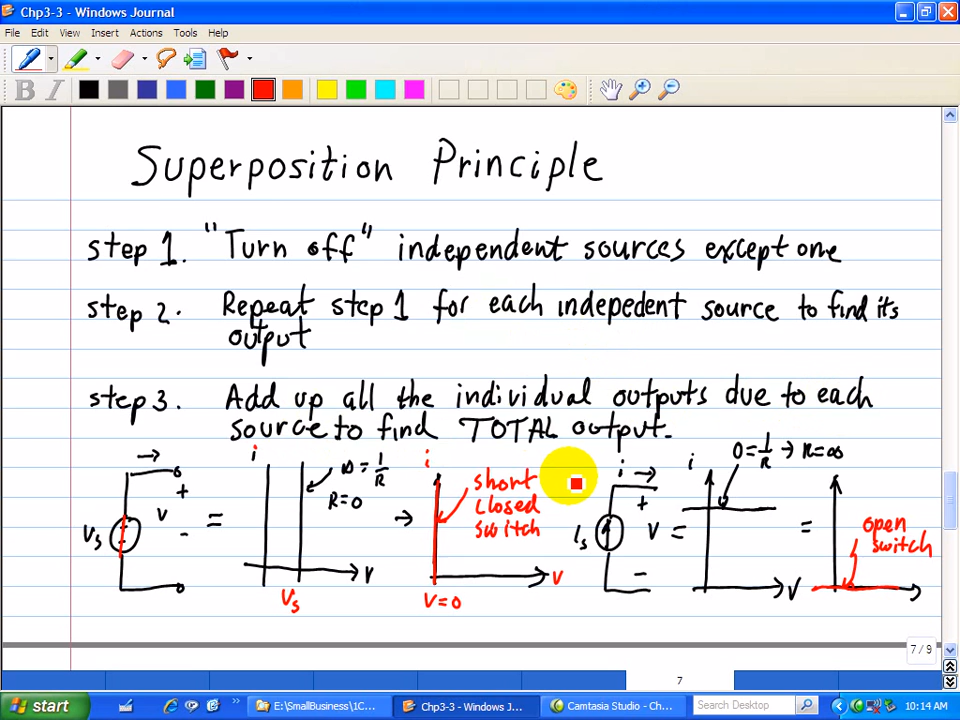 Chp3-3 - Windows Journal
File Edit View Insert Actions Tools Help
B I
Superposition Principle
step 1. "Turn off" independent sources except one
step 2. Repeat step 1 for each indepedent source to find its
output
step 3. Add up all the individual outputs due to each
source to find TOTAL output.
Vs + V - = i ∞ = 1/R R=0 V Vs
i short closed switch V V=0
is i + V - = i 0 = 1/R → R=∞ V
= open switch
7 / 9
7
start E:\SmallBusiness\1C... Chp3-3 - Windows J... Camtasia Studio - Ch... Search Desktop 10:14 AM